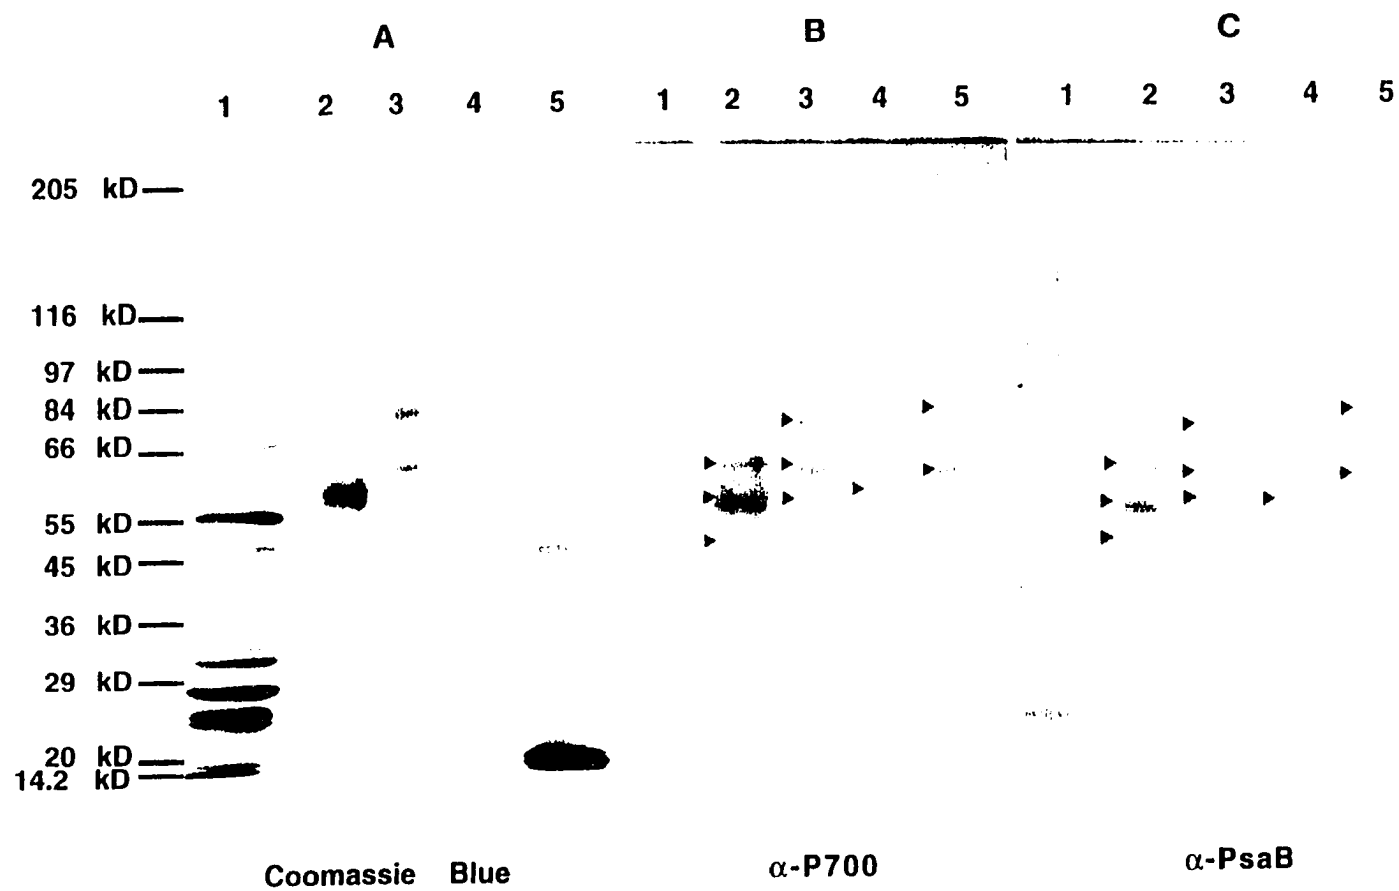 A B C
1 2 3 4 5 1 2 3 4 5 1 2 3 4 5
205 kD
116 kD
97 kD
84 kD
66 kD
55 kD
45 kD
36 kD
29 kD
20 kD
14.2 kD
Coomassie Blue α-P700 α-PsaB